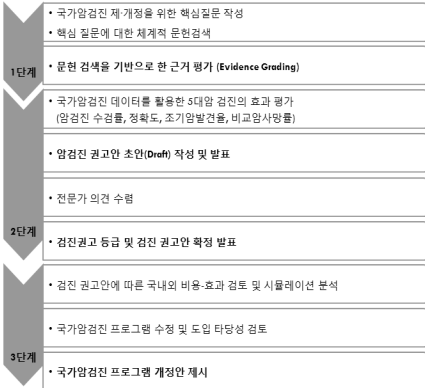 • 국가암검진 제·개정을 위한 핵심질문 작성
• 핵심 질문에 대한 체계적 문헌검색
1단계
• 문헌 검색을 기반으로 한 근거 평가 (Evidence Grading)
• 국가암검진 데이터를 활용한 5대암 검진의 효과 평가
(암검진 수검률, 정확도, 조기암발견율, 비교암사망률)
• 암검진 권고안 초안(Draft) 작성 및 발표
• 전문가 의견 수렴
2단계
• 검진권고 등급 및 검진 권고안 확정 발표
• 검진 권고안에 따른 국내외 비용-효과 검토 및 시뮬레이션 분석
• 국가암검진 프로그램 수정 및 도입 타당성 검토
3단계
• 국가암검진 프로그램 개정안 제시